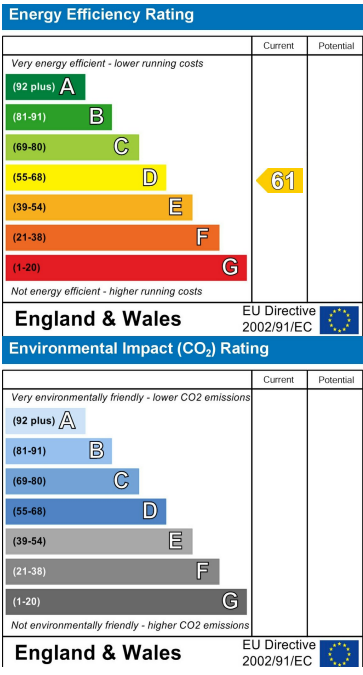 Energy Efficiency Rating
Current Potential
Very energy efficient - lower running costs
(92 plus) A
(81-91) B
(69-80) C
(55-68) D
61
(39-54) E
(21-38) F
(1-20) G
Not energy efficient - higher running costs
England & Wales
EU Directive
2002/91/EC
Environmental Impact (CO₂) Rating
Current Potential
Very environmentally friendly - lower CO2 emissions
(92 plus) A
(81-91) B
(69-80) C
(55-68) D
(39-54) E
(21-38) F
(1-20) G
Not environmentally friendly - higher CO2 emissions
England & Wales
EU Directive
2002/91/EC